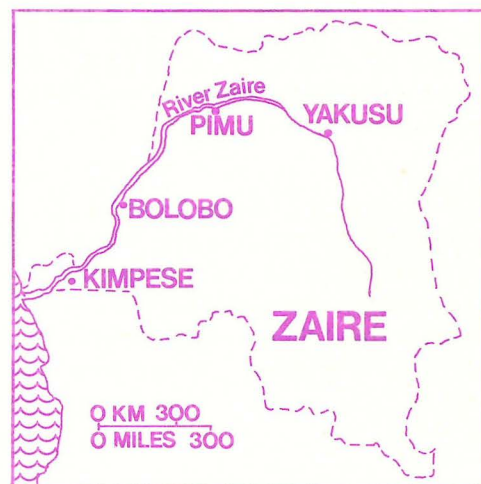 River Zaire
PIMU
YAKUSU
BOLOBO
KIMPESE
ZAIRE
0 KM 300
0 MILES 300